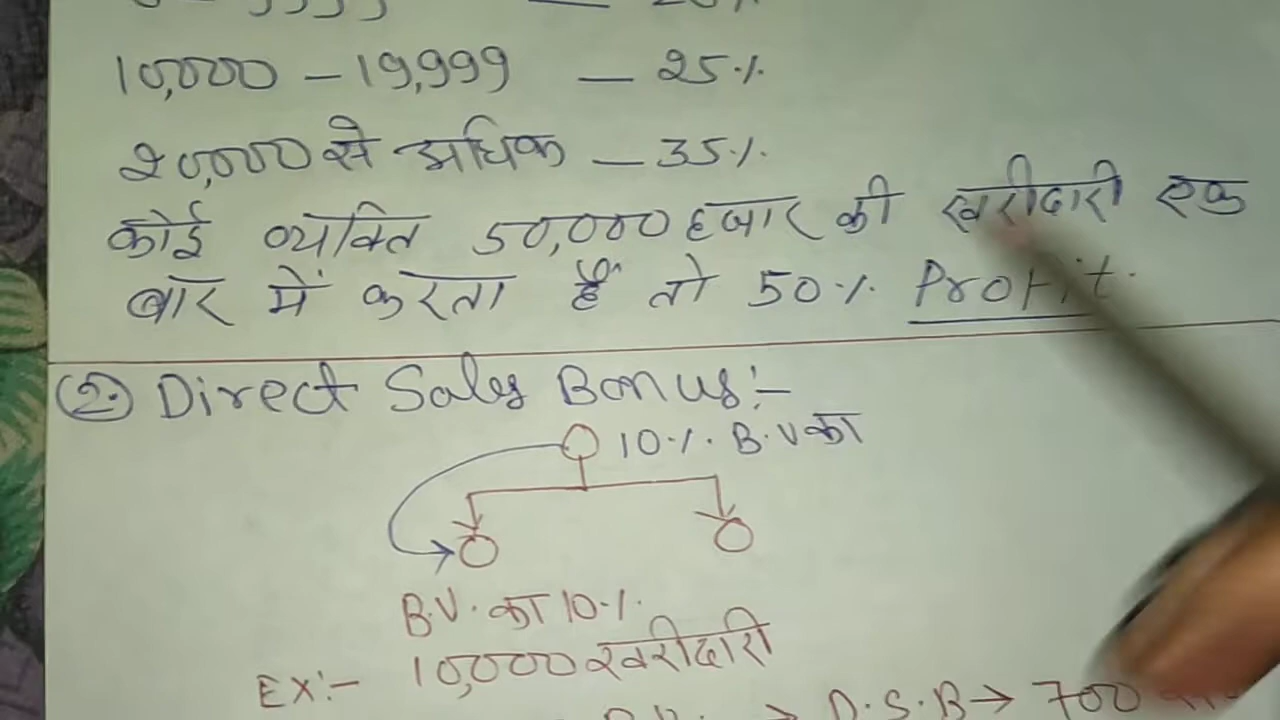 10,000 – 19,999 — 25%
20,000 से अधिक — 35%.
कोई व्यक्ति 50,000 हजार की खरीदारी एक
बार में करता है तो 50%. Profit.
(2.) Direct Sales Bonus:-
10%. B.V का
B.V. का 10%.
10,000 खरीदारी
EX:-
→ D.S.B → 700